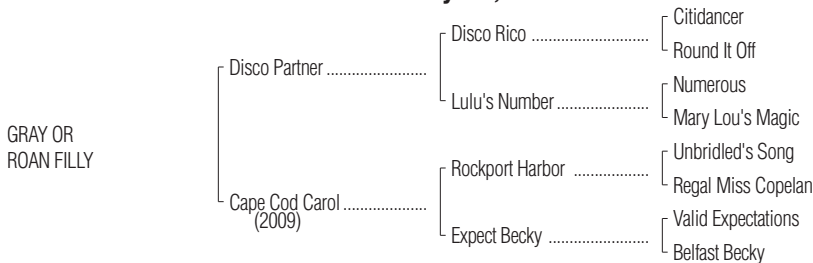 Citidancer
Disco Rico ........................
Round It Off
Disco Partner ........................
Numerous
Lulu's Number ........................
Mary Lou's Magic
GRAY OR
ROAN FILLY
Unbridled's Song
Rockport Harbor ...................
Regal Miss Copelan
Cape Cod Carol ....................
(2009)
Valid Expectations
Expect Becky ........................
Belfast Becky